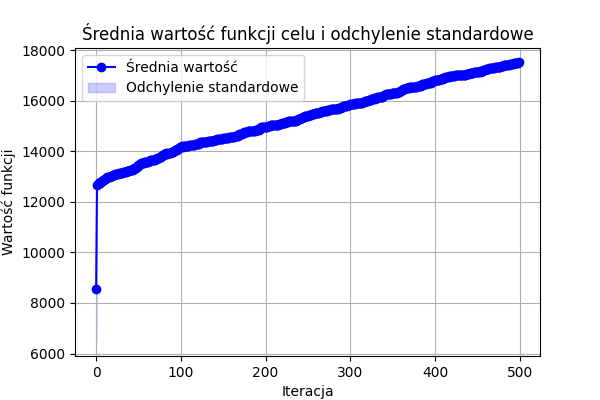 Średnia wartość funkcji celu i odchylenie standardowe
Średnia wartość
Odchylenie standardowe
Wartość funkcji
18000
16000
14000
12000
10000
8000
6000
0
100
200
300
400
500
Iteracja